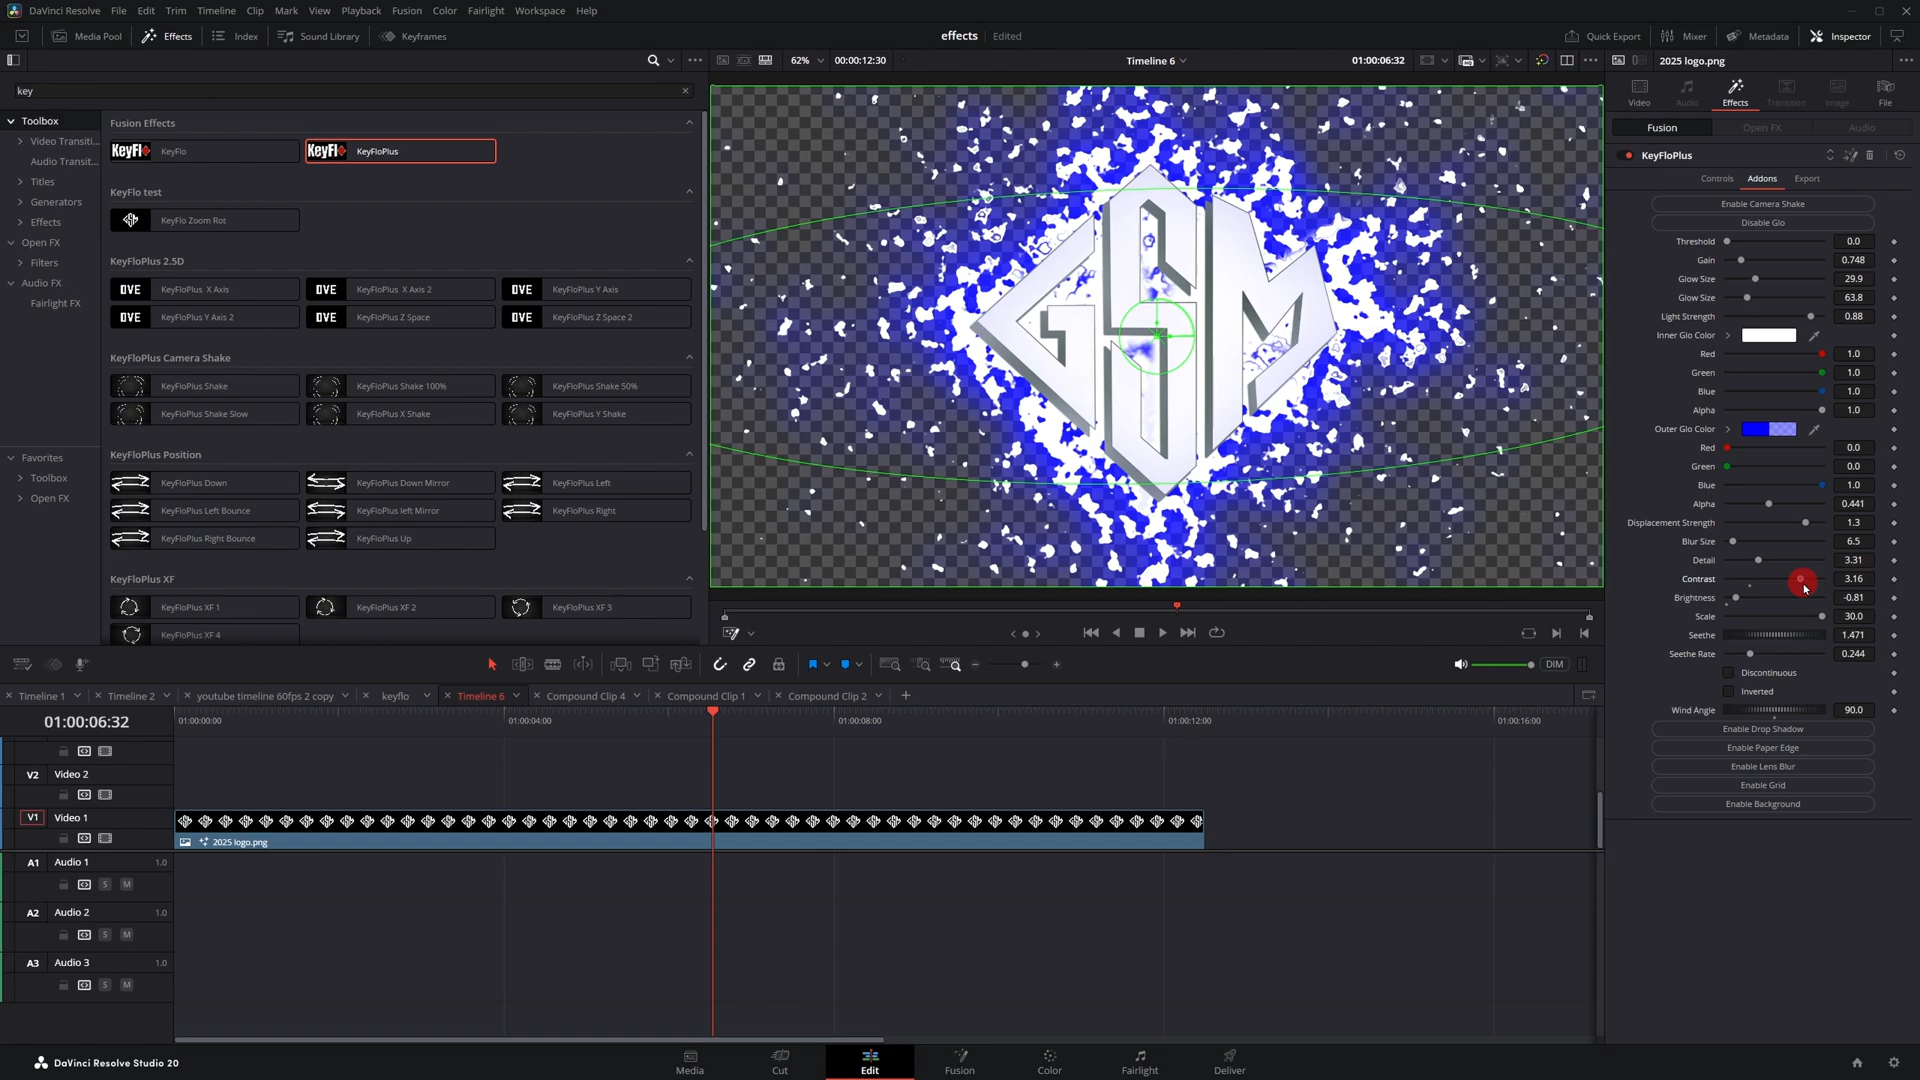 DaVinci Resolve File Edit Trim Timeline Clip Mark View Playback Fusion Color Fairlight Workspace Help
Media Pool Effects Index Sound Library Keyframes effects Edited Quick Export Mixer Metadata Inspector
62% 00:00:12:30 Timeline 6 01:00:06:32 2025 logo.png
key
Video Audio Effects Transition Image File
Fusion Open FX Audio
Toolbox
Video Transiti...
Audio Transit...
Titles
Generators
Effects
Open FX
Filters
Audio FX
Fairlight FX
Favorites
Toolbox
Open FX
Fusion Effects
KeyFl KeyFlo KeyFl KeyFloPlus
KeyFlo test
KeyFlo Zoom Rot
KeyFloPlus 2.5D
DVE KeyFloPlus X Axis DVE KeyFloPlus X Axis 2 DVE KeyFloPlus Y Axis
DVE KeyFloPlus Y Axis 2 DVE KeyFloPlus Z Space DVE KeyFloPlus Z Space 2
KeyFloPlus Camera Shake
KeyFloPlus Shake KeyFloPlus Shake 100% KeyFloPlus Shake 50%
KeyFloPlus Shake Slow KeyFloPlus X Shake KeyFloPlus Y Shake
KeyFloPlus Position
KeyFloPlus Down KeyFloPlus Down Mirror KeyFloPlus Left
KeyFloPlus Left Bounce KeyFloPlus left Mirror KeyFloPlus Right
KeyFloPlus Right Bounce KeyFloPlus Up
KeyFloPlus XF
KeyFloPlus XF 1 KeyFloPlus XF 2 KeyFloPlus XF 3
KeyFloPlus XF 4
KeyFloPlus
Controls Addons Export
Enable Camera Shake
Disable Glo
Threshold 0.0
Gain 0.748
Glow Size 29.9
Glow Size 63.8
Light Strength 0.88
Inner Glo Color
Red 1.0
Green 1.0
Blue 1.0
Alpha 1.0
Outer Glo Color
Red 0.0
Green 0.0
Blue 1.0
Alpha 0.441
Displacement Strength 1.3
Blur Size 6.5
Detail 3.31
Contrast 3.16
Brightness -0.81
Scale 30.0
Seethe 1.471
Seethe Rate 0.244
Discontinuous
Inverted
Wind Angle 90.0
Enable Drop Shadow
Enable Paper Edge
Enable Lens Blur
Enable Grid
Enable Background
DIM
Timeline 1 Timeline 2 youtube timeline 60fps 2 copy keyflo Timeline 6 Compound Clip 4 Compound Clip 1 Compound Clip 2
01:00:06:32 01:00:00:00 01:00:04:00 01:00:08:00 01:00:12:00 01:00:16:00
V2 Video 2
V1 Video 1
2025 logo.png
A1 Audio 1 1.0
S M
A2 Audio 2 1.0
S M
A3 Audio 3 1.0
S M
DaVinci Resolve Studio 20
Media Cut Edit Fusion Color Fairlight Deliver